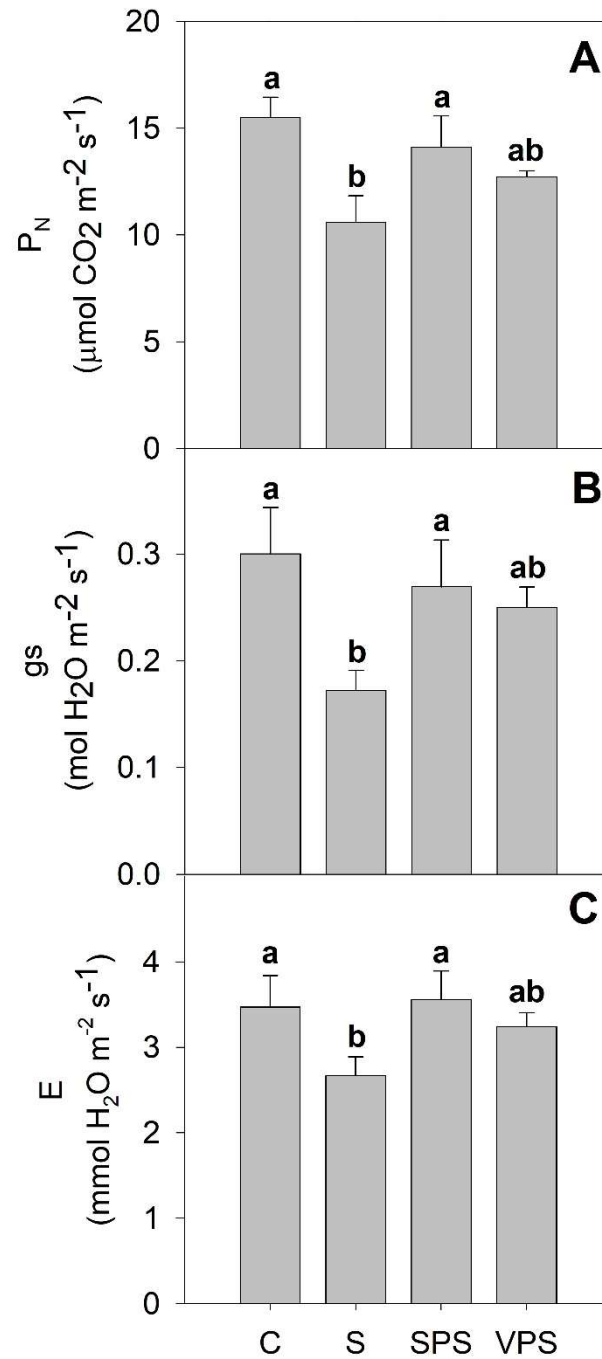 A
20
15
10
5
0
P_N
(μmol CO2 m-2 s-1)
a
b
a
ab
B
0.3
0.2
0.1
0.0
gs
(mol H2O m-2 s-1)
a
b
a
ab
C
4
3
2
1
0
E
(mmol H₂O m⁻² s⁻¹)
a
b
a
ab
C S SPS VPS